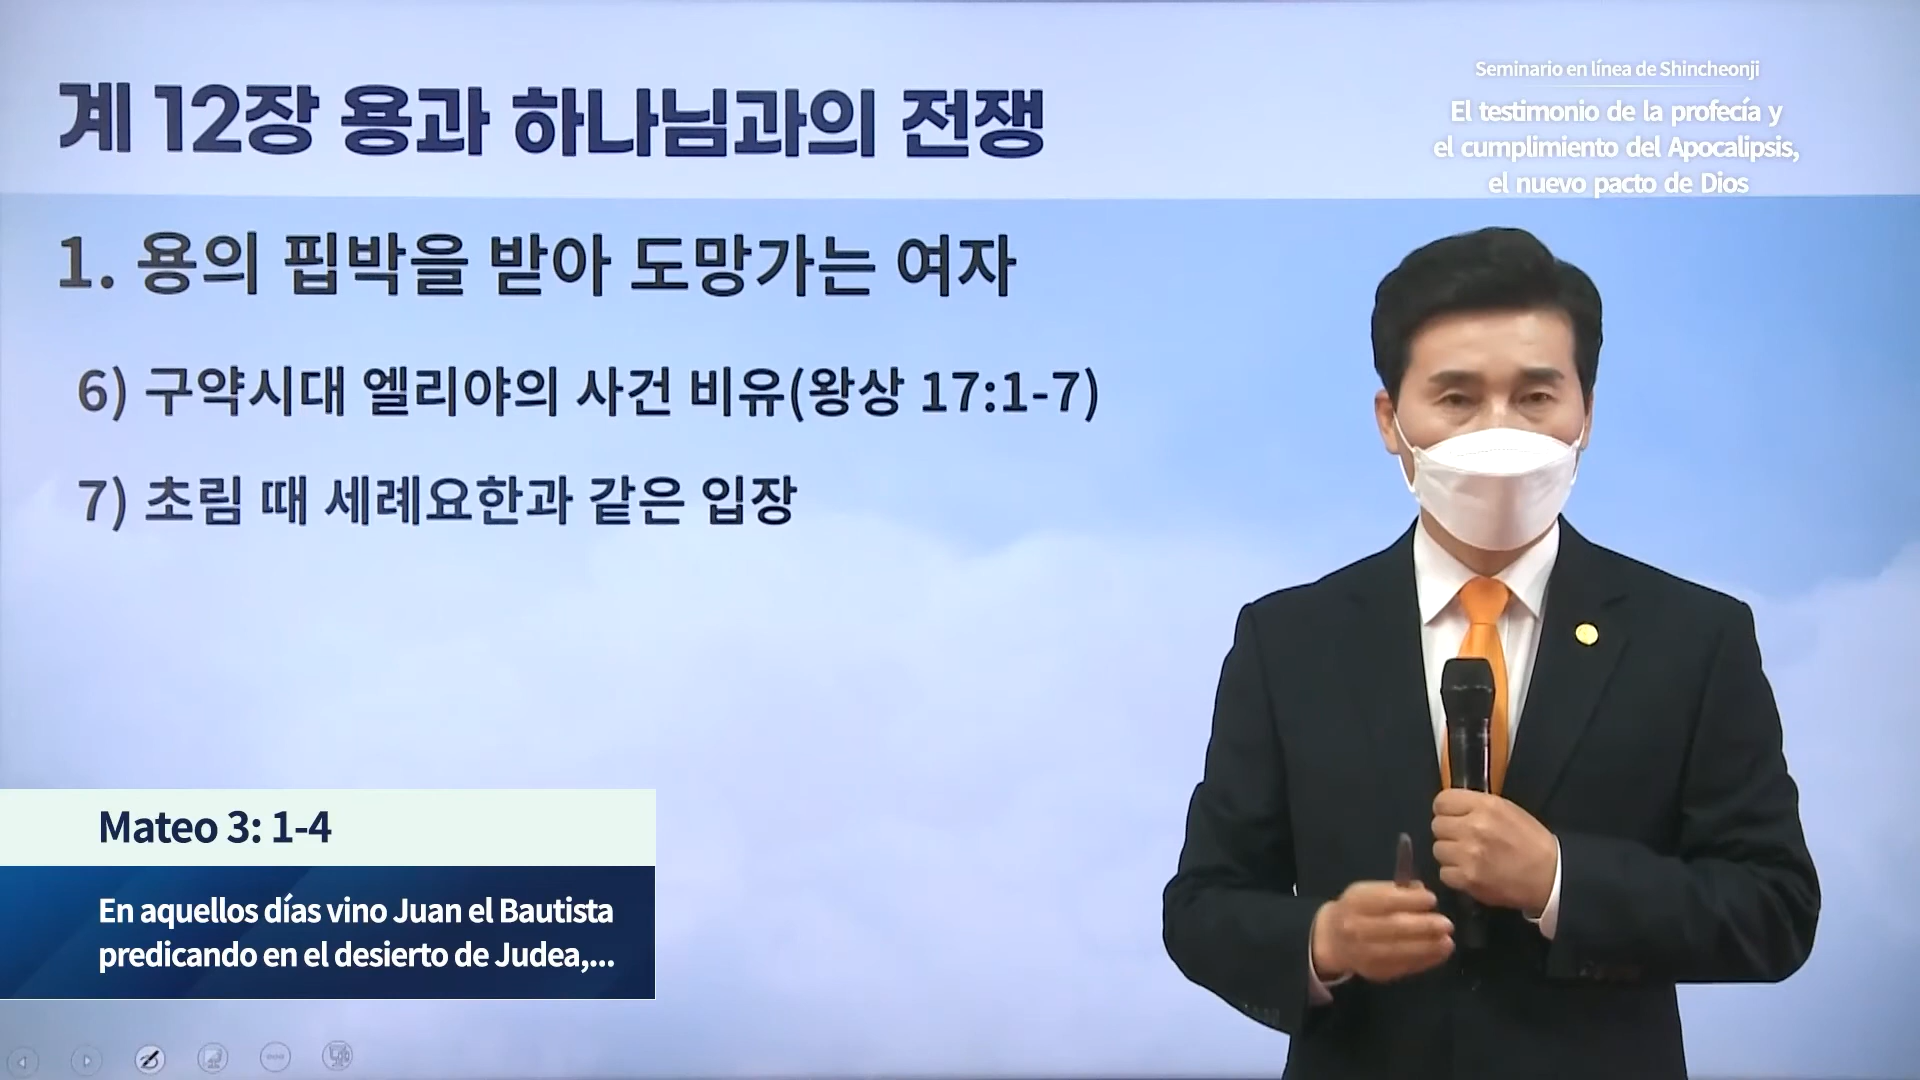 계 12장 용과 하나님과의 전쟁
Seminario en línea de Shincheonji
El testimonio de la profecía y
el cumplimiento del Apocalipsis,
el nuevo pacto de Dios
1. 용의 핍박을 받아 도망가는 여자
6) 구약시대 엘리야의 사건 비유(왕상 17:1-7)
7) 초림 때 세례요한과 같은 입장
Mateo 3: 1-4
En aquellos días vino Juan el Bautista
predicando en el desierto de Judea,...